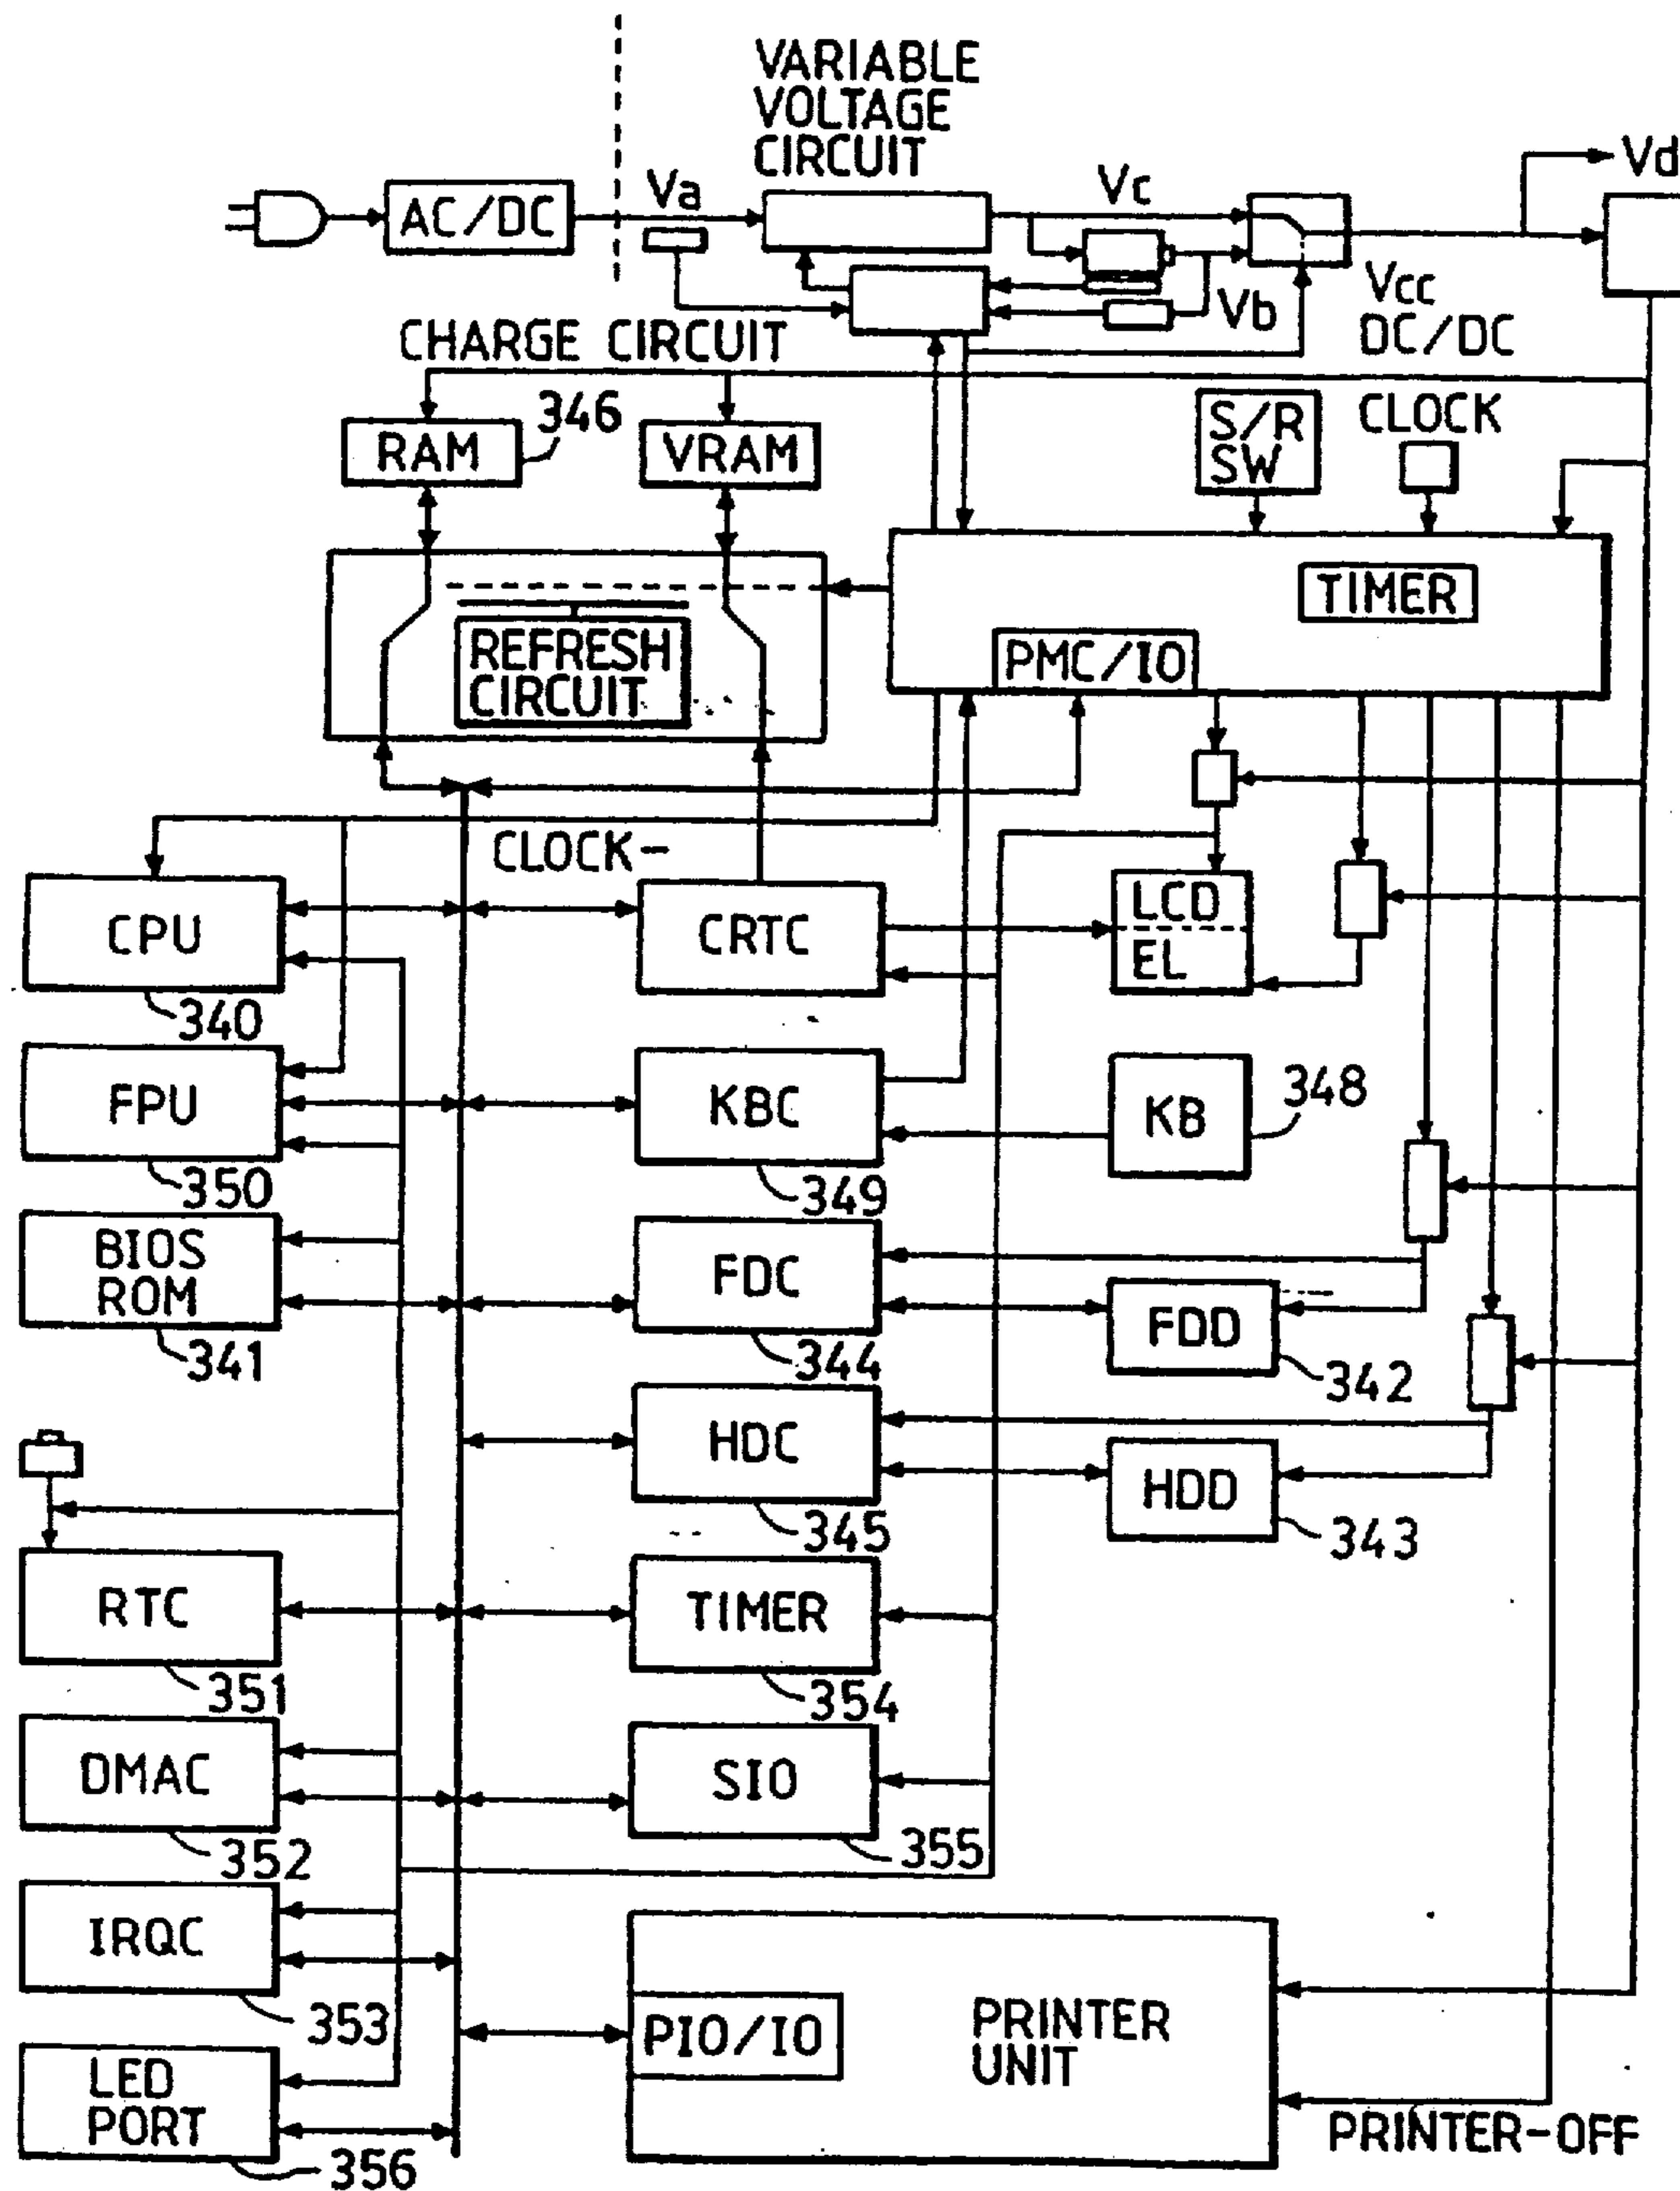 VARIABLE
VOLTAGE
CIRCUIT
Vd
AC/DC
Va
Vc
Vb
Vcc
DC/DC
CHARGE CIRCUIT
346
RAM
VRAM
S/R
SW
CLOCK
TIMER
REFRESH
CIRCUIT
PMC/IO
CLOCK-
CPU
340
CRTC
LCD
EL
FPU
350
KBC
349
KB
348
BIOS
ROM
341
FDC
344
FDD
342
HDC
345
HDD
343
RTC
351
TIMER
354
DMAC
352
SIO
355
IRQC
353
PIO/IO
PRINTER
UNIT
LED
PORT
356
PRINTER-OFF